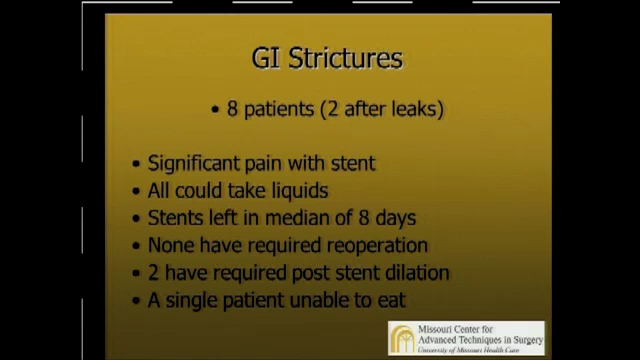 GI Strictures
• 8 patients (2 after leaks)
• Significant pain with stent
• All could take liquids
• Stents left in median of 8 days
• None have required reoperation
• 2 have required post stent dilation
• A single patient unable to eat
Missouri Center for
Advanced Techniques in Surgery
University of Missouri Health Care